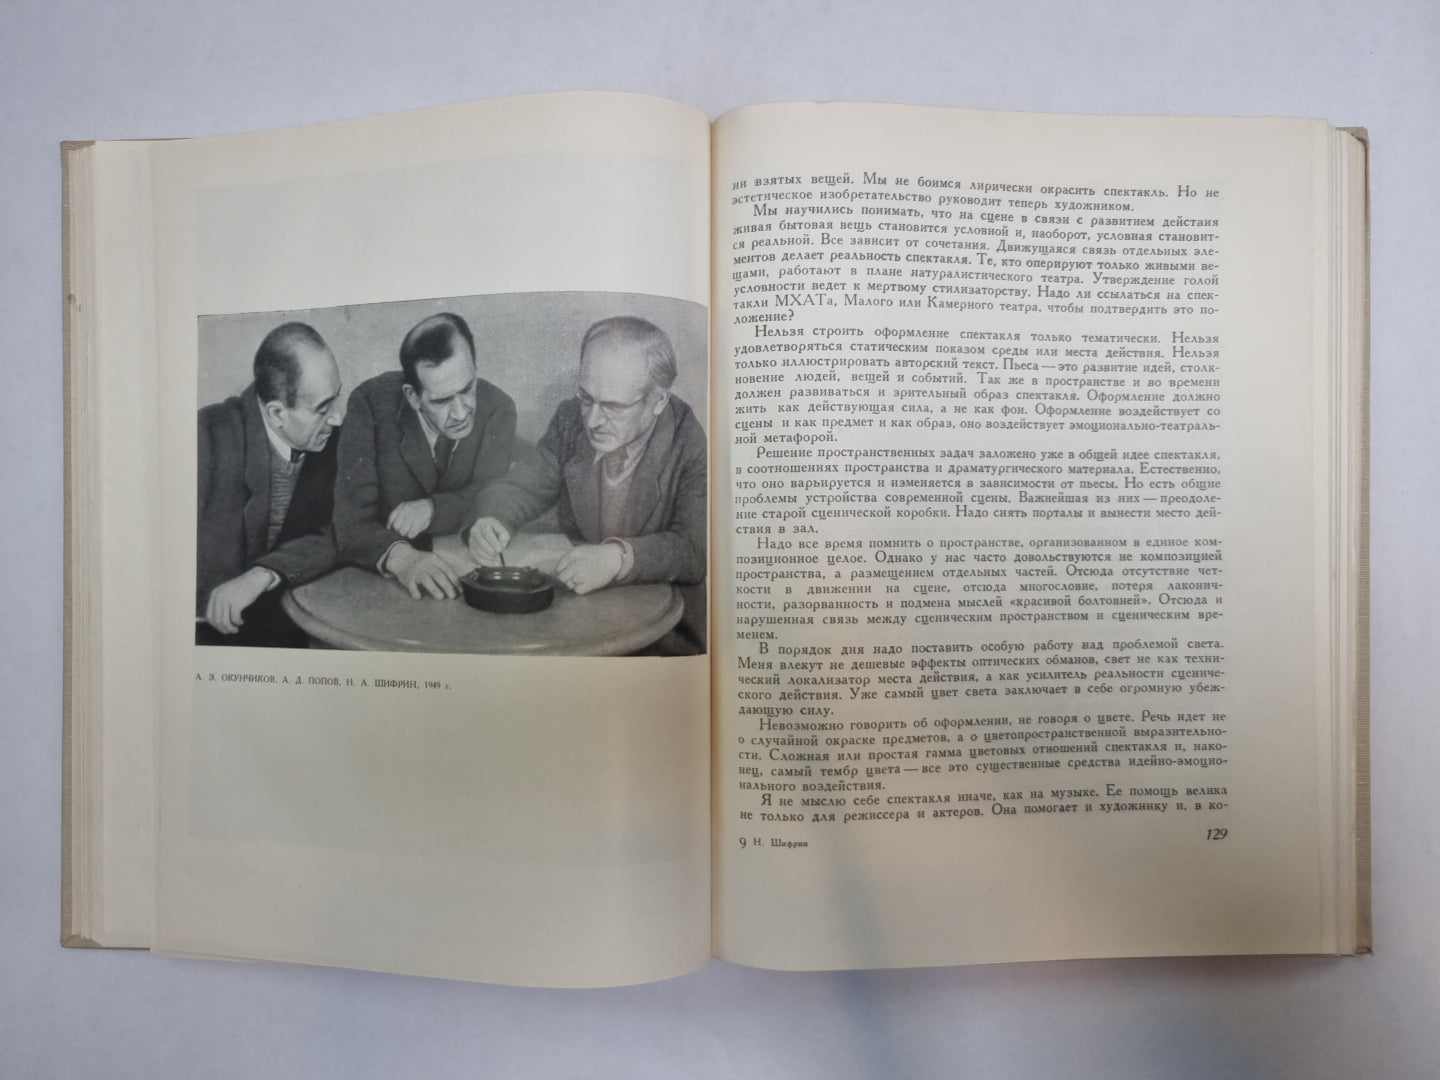 А. З. ОКУНЧИКОВ, А. Д. ПОПОВ, Н. А. ШИФРИН, 1949 г.
ни взятых вещей. Мы не боимся лирически окрасить спектакль. Но не
эстетическое изобретательство руководит теперь художником.
Мы научились понимать, что на сцене в связи с развитием действия
живая бытовая вещь становится условной и, наоборот, условная становит-
ся реальной. Все зависит от сочетания. Движущаяся связь отдельных эле-
ментов делает реальность спектакля. Те, кто оперируют только живыми ве-
щами, работают в плане натуралистического театра. Утверждение голой
условности ведет к мертвому стилизаторству. Надо ли ссылаться на спек-
такли МХАТа, Малого или Камерного театра, чтобы подтвердить это по-
ложение?
Нельзя строить оформление спектакля только тематически. Нельзя
удовлетворяться статическим показом среды или места действия. Нельзя
только иллюстрировать авторский текст. Пьеса — это развитие идей, столк-
новение людей, вещей и событий. Так же в пространстве и во времени
должен развиваться и зрительный образ спектакля. Оформление должно
жить как действующая сила, а не как фон. Оформление воздействует со
сцены и как предмет и как образ, оно воздействует эмоционально-театраль-
ной метафорой.
Решение пространственных задач заложено уже в общей идее спектакля,
в соотношениях пространства и драматургического материала. Естественно,
что оно варьируется и изменяется в зависимости от пьесы. Но есть общие
проблемы устройства современной сцены. Важнейшая из них — преодоле-
ние старой сценической коробки. Надо снять порталы и вынести место дей-
ствия в зал.
Надо все время помнить о пространстве, организованном в единое ком-
позиционное целое. Однако у нас часто довольствуются не композицией
пространства, а размещением отдельных частей. Отсюда отсутствие чет-
кости в движении на сцене, отсюда многословие, потеря лаконич-
ности, разорванность и подмена мыслей «красивой болтовней». Отсюда и
нарушенная связь между сценическим пространством и сценическим вре-
менем.
В порядок дня надо поставить особую работу над проблемой света.
Меня влекут не дешевые эффекты оптических обманов, свет не как техни-
ческий локализатор места действия, а как усилитель реальности сцениче-
ского действия. Уже самый цвет света заключает в себе огромную убеж-
дающую силу.
Невозможно говорить об оформлении, не говоря о цвете. Речь идет не
о случайной окраске предметов, а о цветопространственной выразительно-
сти. Сложная или простая гамма цветовых отношений спектакля и, нако-
нец, самый тембр цвета — все это существенные средства идейно-эмоцио-
нального воздействия.
Я не мыслю себе спектакля иначе, как на музыке. Ее помощь велика
не только для режиссера и актеров. Она помогает и художнику и, в ко-
9 Н. Шифрин
129